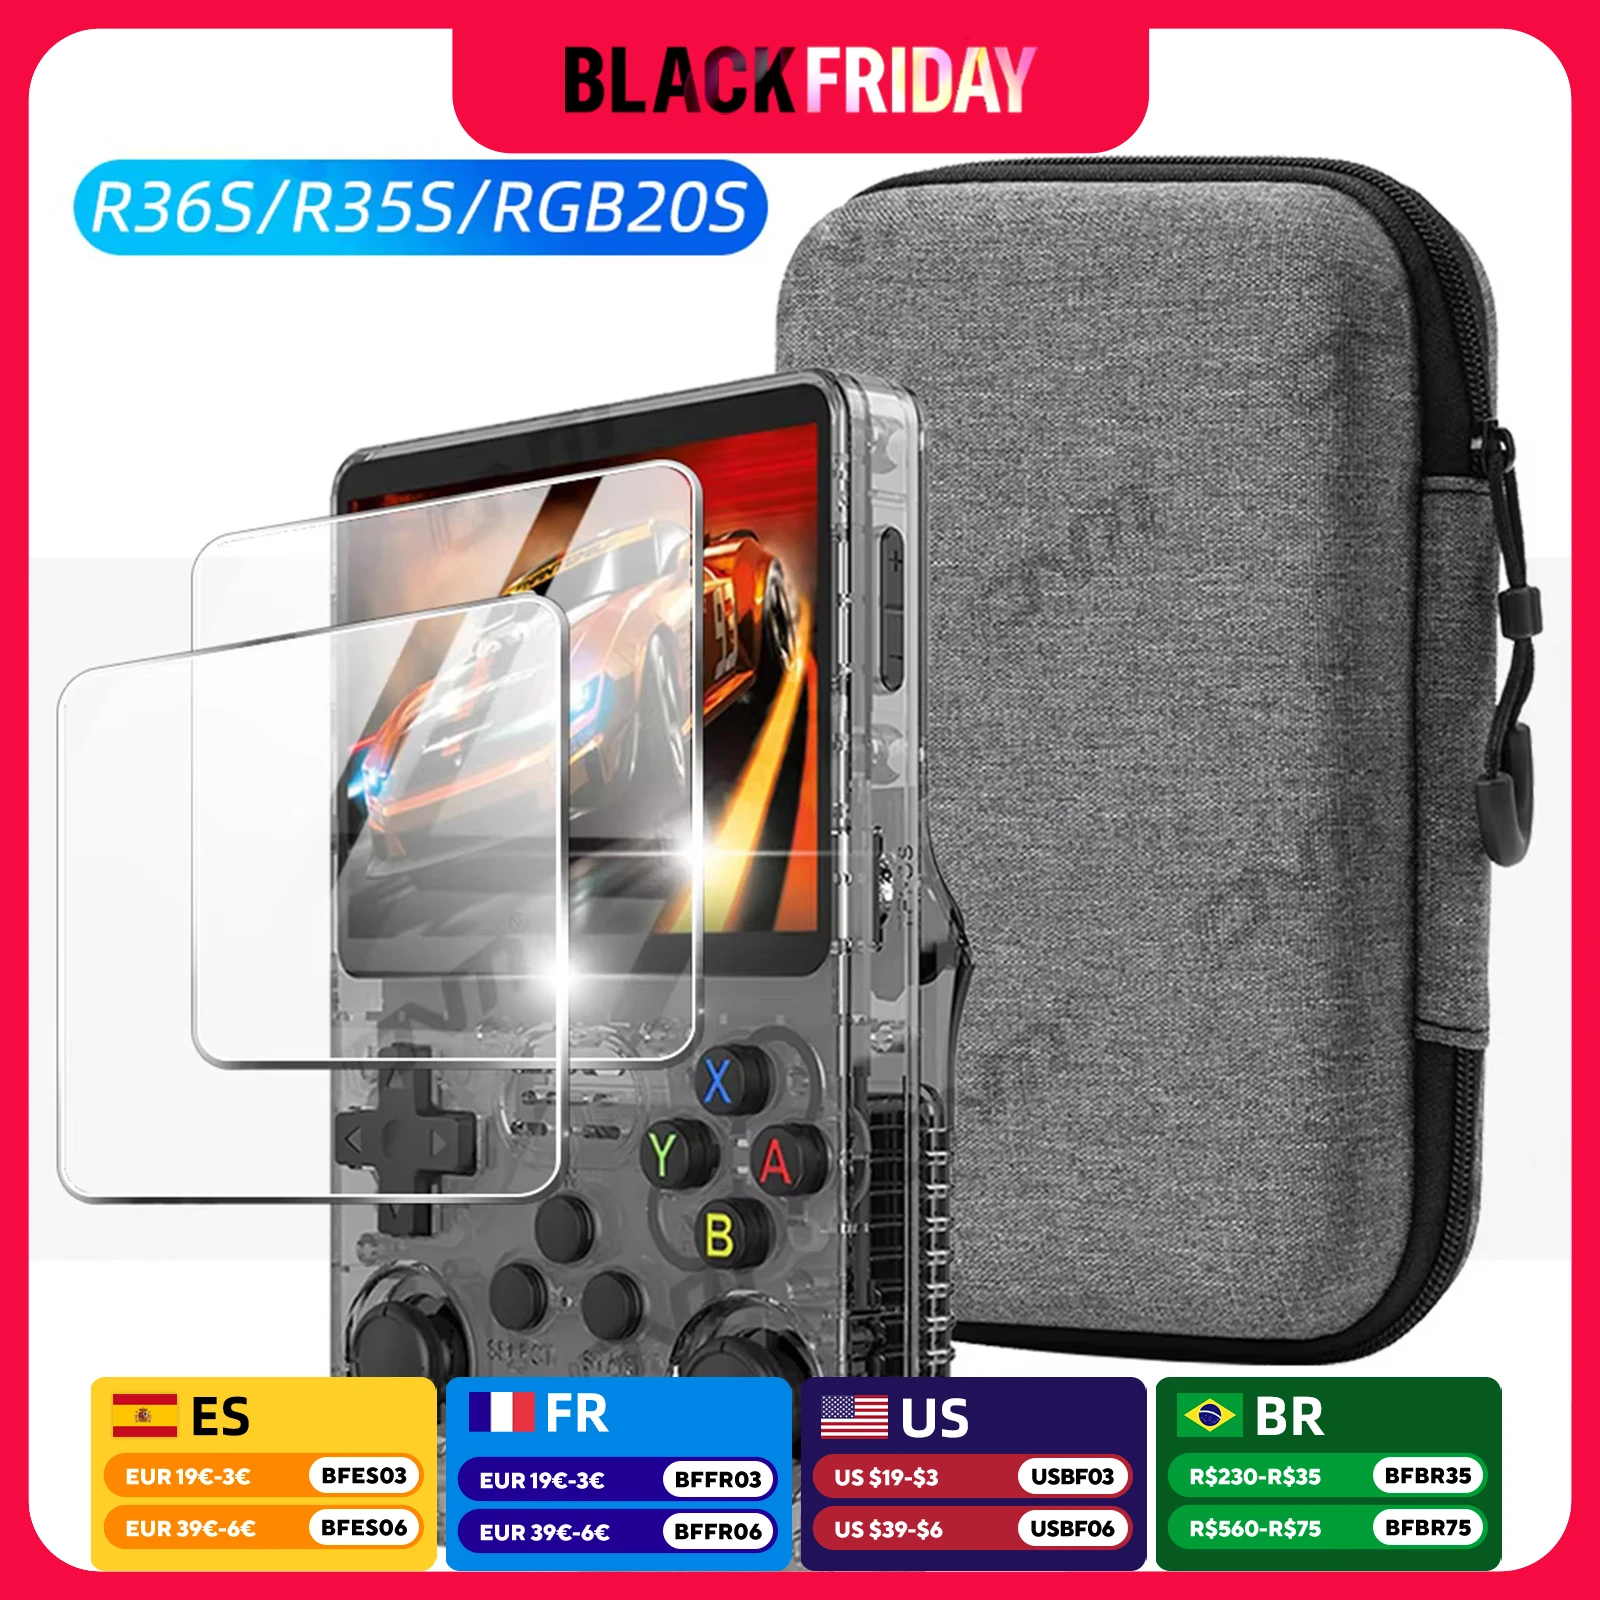 BLACK FRIDAY
R36S/R35S/RGB20S
+
X
Y
A
B
SELECT
START
ES
EUR 19€-3€
BFES03
EUR 39€-6€
BFES06
FR
EUR 19€-3€
BFFR03
EUR 39€-6€
BFFR06
US
US $19-$3
USBF03
US $39-$6
USBF06
BR
R$230-R$35
BFBR35
R$560-R$75
BFBR75